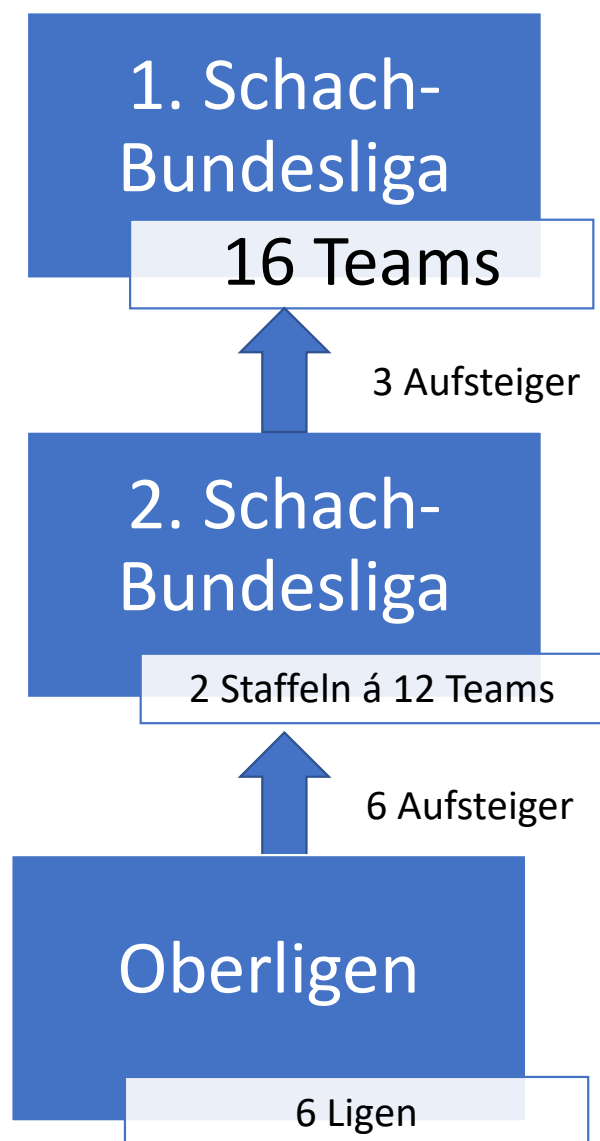 1. Schach-
Bundesliga
16 Teams
3 Aufsteiger
2. Schach-
Bundesliga
2 Staffeln á 12 Teams
6 Aufsteiger
Oberligen
6 Ligen